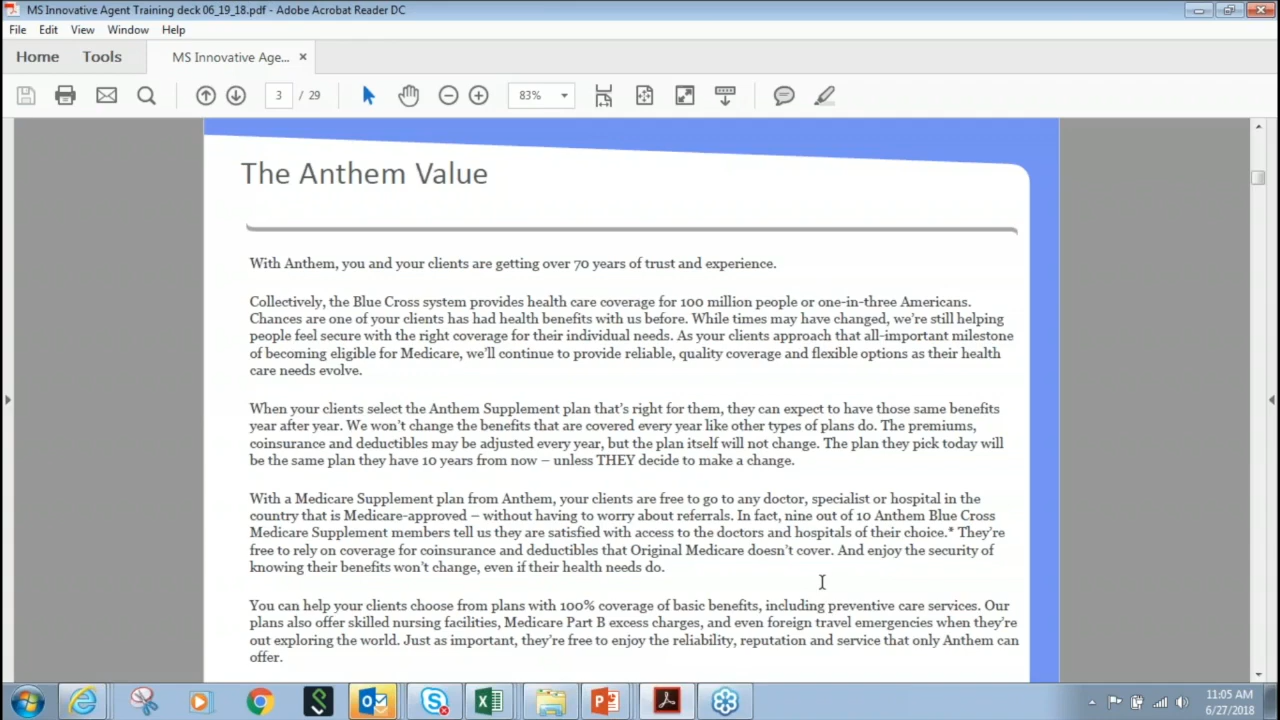 MS Innovative Agent Training deck 06_19_18.pdf - Adobe Acrobat Reader DC
File Edit View Window Help
Home Tools MS Innovative Age... ×
3 / 29 83%
The Anthem Value
With Anthem, you and your clients are getting over 70 years of trust and experience.
Collectively, the Blue Cross system provides health care coverage for 100 million people or one-in-three Americans.
Chances are one of your clients has had health benefits with us before. While times may have changed, we're still helping
people feel secure with the right coverage for their individual needs. As your clients approach that all-important milestone
of becoming eligible for Medicare, we'll continue to provide reliable, quality coverage and flexible options as their health
care needs evolve.
When your clients select the Anthem Supplement plan that's right for them, they can expect to have those same benefits
year after year. We won't change the benefits that are covered every year like other types of plans do. The premiums,
coinsurance and deductibles may be adjusted every year, but the plan itself will not change. The plan they pick today will
be the same plan they have 10 years from now – unless THEY decide to make a change.
With a Medicare Supplement plan from Anthem, your clients are free to go to any doctor, specialist or hospital in the
country that is Medicare-approved – without having to worry about referrals. In fact, nine out of 10 Anthem Blue Cross
Medicare Supplement members tell us they are satisfied with access to the doctors and hospitals of their choice.* They're
free to rely on coverage for coinsurance and deductibles that Original Medicare doesn't cover. And enjoy the security of
knowing their benefits won't change, even if their health needs do.
You can help your clients choose from plans with 100% coverage of basic benefits, including preventive care services. Our
plans also offer skilled nursing facilities, Medicare Part B excess charges, and even foreign travel emergencies when they're
out exploring the world. Just as important, they're free to enjoy the reliability, reputation and service that only Anthem can
offer.
11:05 AM
6/27/2018